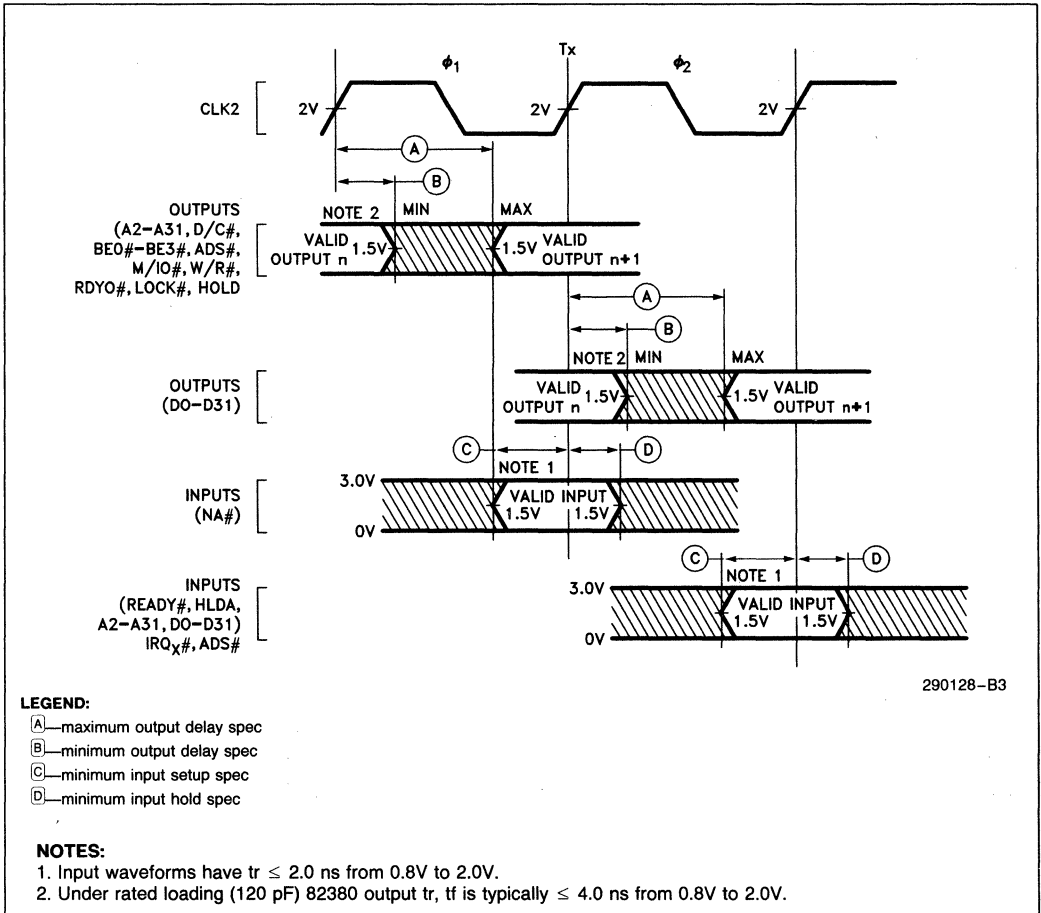 Tx
ϕ1
ϕ2
CLK2
2V
2V
2V
A
B
OUTPUTS
(A2–A31, D/C#,
BE0#–BE3#, ADS#,
M/IO#, W/R#,
RDYO#, LOCK#, HOLD
NOTE 2 MIN MAX
VALID OUTPUT n 1.5V
1.5V VALID OUTPUT n+1
A
B
OUTPUTS
(D0–D31)
NOTE 2 MIN MAX
VALID OUTPUT n 1.5V
1.5V VALID OUTPUT n+1
C
D
NOTE 1
INPUTS
(NA#)
3.0V
0V
VALID INPUT
1.5V 1.5V
C
D
NOTE 1
INPUTS
(READY#, HLDA,
A2–A31, D0–D31)
IRQX#, ADS#
3.0V
0V
VALID INPUT
1.5V 1.5V
290128–B3
LEGEND:
A—maximum output delay spec
B—minimum output delay spec
C—minimum input setup spec
D—minimum input hold spec
NOTES:
1. Input waveforms have tr ≤ 2.0 ns from 0.8V to 2.0V.
2. Under rated loading (120 pF) 82380 output tr, tf is typically ≤ 4.0 ns from 0.8V to 2.0V.